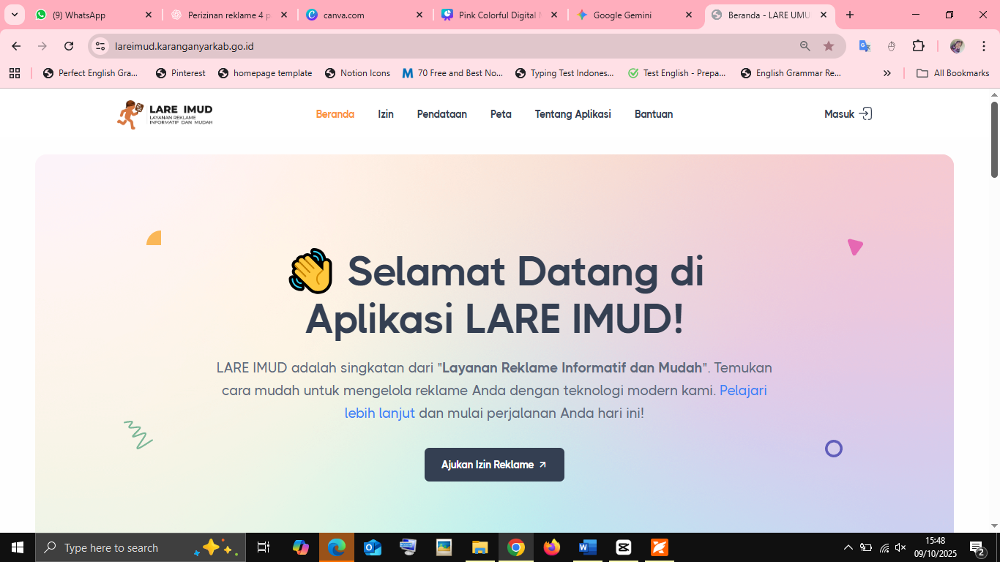 (9) WhatsApp
Perizinan reklame 4 p
canva.com
Pink Colorful Digital
Google Gemini
Beranda - LARE UMU
lareimud.karanganyarkab.go.id
Perfect English Gra...
Pinterest
homepage template
Notion Icons
70 Free and Best No...
Typing Test Indones...
Test English - Prepa...
English Grammar Re...
All Bookmarks
LARE IMUD
LAYANAN REKLAME
INFORMATIF DAN MUDAH
Beranda
Izin
Pendataan
Peta
Tentang Aplikasi
Bantuan
Masuk
Selamat Datang di
Aplikasi LARE IMUD!
LARE IMUD adalah singkatan dari "Layanan Reklame Informatif dan Mudah". Temukan
cara mudah untuk mengelola reklame Anda dengan teknologi modern kami. Pelajari
lebih lanjut dan mulai perjalanan Anda hari ini!
Ajukan Izin Reklame
Type here to search
15:48
09/10/2025
2